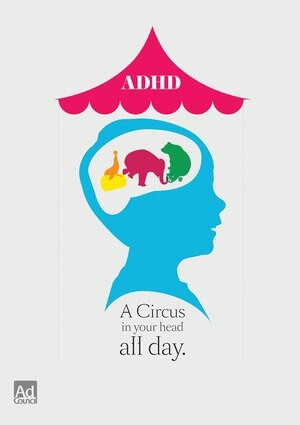 ADHD
A Circus
in your head
all day.
Ad
Council